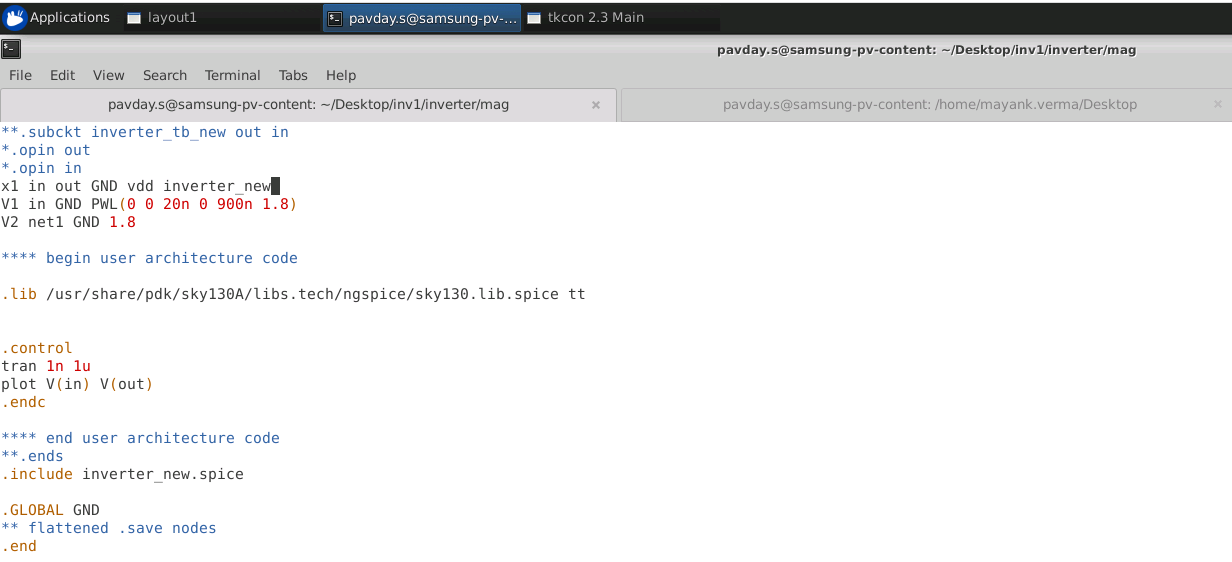 Applications
layout1
pavday.s@samsung-pv-...
tkcon 2.3 Main
pavday.s@samsung-pv-content: ~/Desktop/inv1/inverter/mag
File Edit View Search Terminal Tabs Help
pavday.s@samsung-pv-content: ~/Desktop/inv1/inverter/mag ×
pavday.s@samsung-pv-content: /home/mayank.verma/Desktop ×
**.subckt inverter_tb_new out in
*.opin out
*.opin in
x1 in out GND vdd inverter_new
V1 in GND PWL(0 0 20n 0 900n 1.8)
V2 net1 GND 1.8
**** begin user architecture code
.lib /usr/share/pdk/sky130A/libs.tech/ngspice/sky130.lib.spice tt
.control
tran 1n 1u
plot V(in) V(out)
.endc
**** end user architecture code
**.ends
.include inverter_new.spice
.GLOBAL GND
** flattened .save nodes
.end